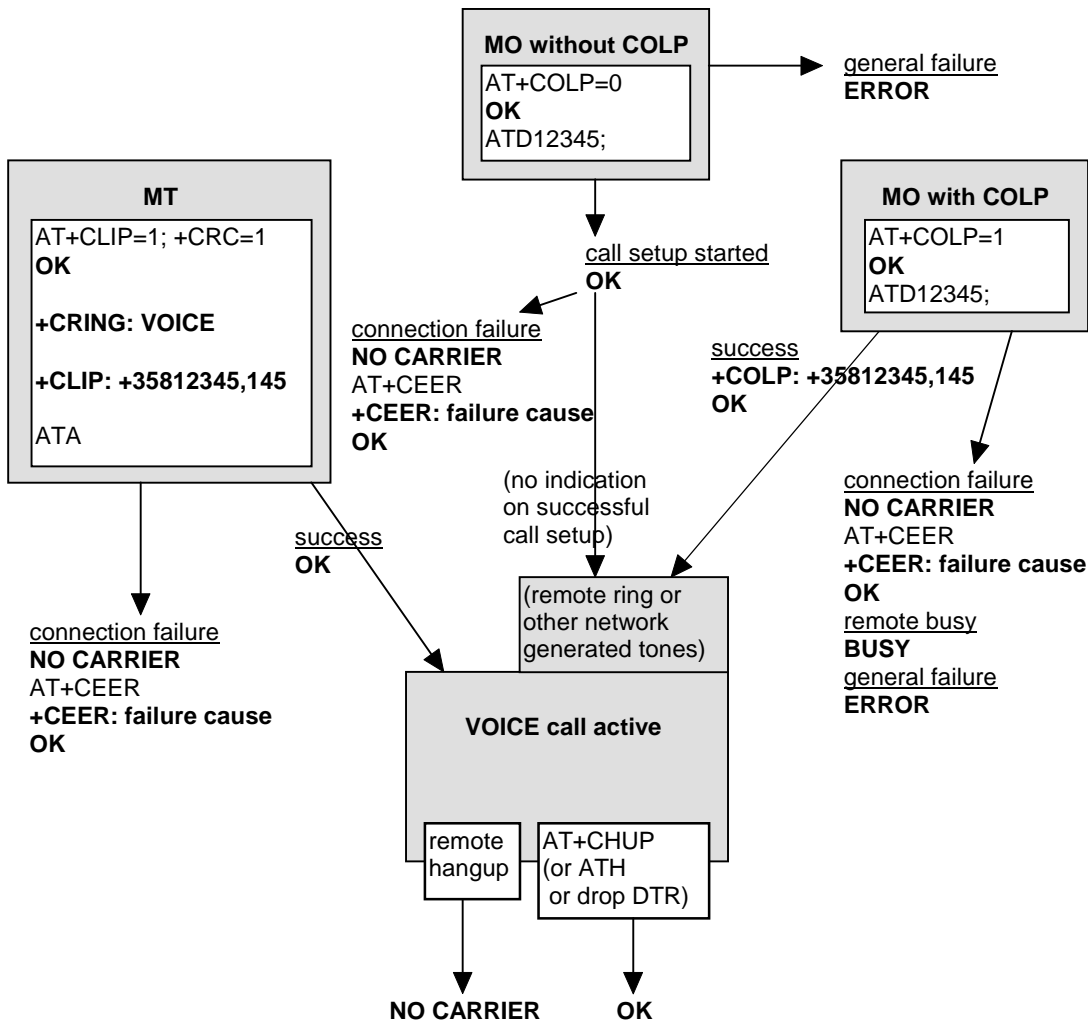 MO without COLP
AT+COLP=0
OK
ATD12345;
general failure
ERROR
MT
AT+CLIP=1; +CRC=1
OK
+CRING: VOICE
+CLIP: +35812345,145
ATA
MO with COLP
AT+COLP=1
OK
ATD12345;
call setup started
OK
connection failure
NO CARRIER
AT+CEER
+CEER: failure cause
OK
success
+COLP: +35812345,145
OK
(no indication
on successful
call setup)
success
OK
connection failure
NO CARRIER
AT+CEER
+CEER: failure cause
OK
remote busy
BUSY
general failure
ERROR
connection failure
NO CARRIER
AT+CEER
+CEER: failure cause
OK
(remote ring or
other network
generated tones)
VOICE call active
remote
hangup
AT+CHUP
(or ATH
or drop DTR)
NO CARRIER
OK